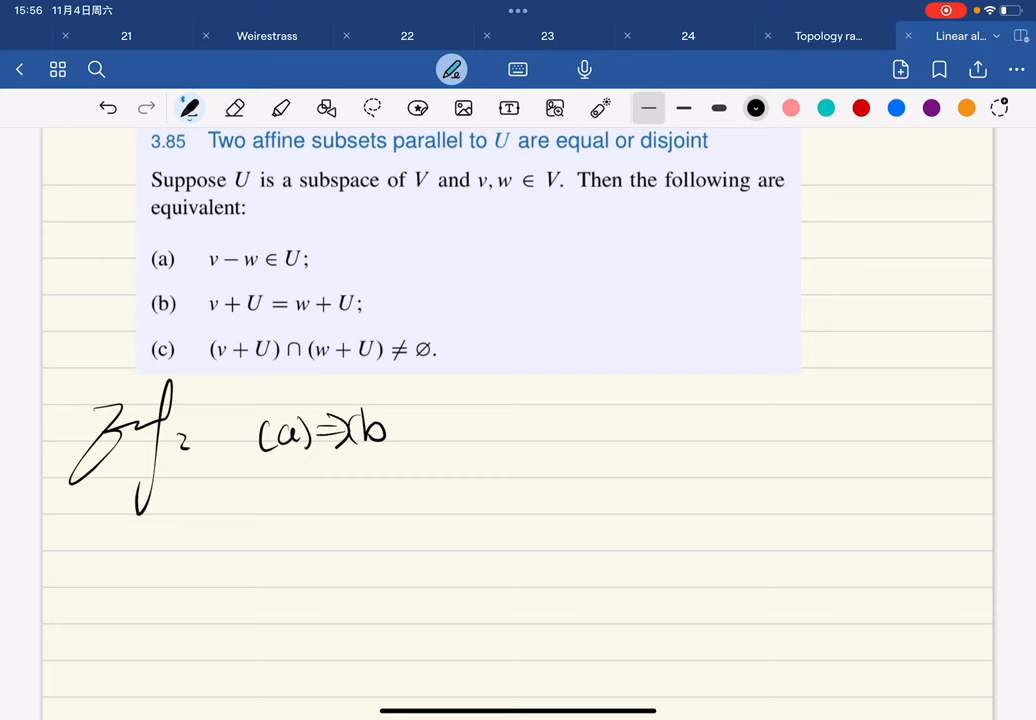 15:56 11月4日周六
21 Weirestrass 22 23 24 Topology ra... Linear al...
3.85 Two affine subsets parallel to U are equal or disjoint
Suppose U is a subspace of V and v, w ∈ V. Then the following are
equivalent:
(a) v − w ∈ U;
(b) v + U = w + U;
(c) (v + U) ∩ (w + U) ≠ ∅.
(a)⇒(b